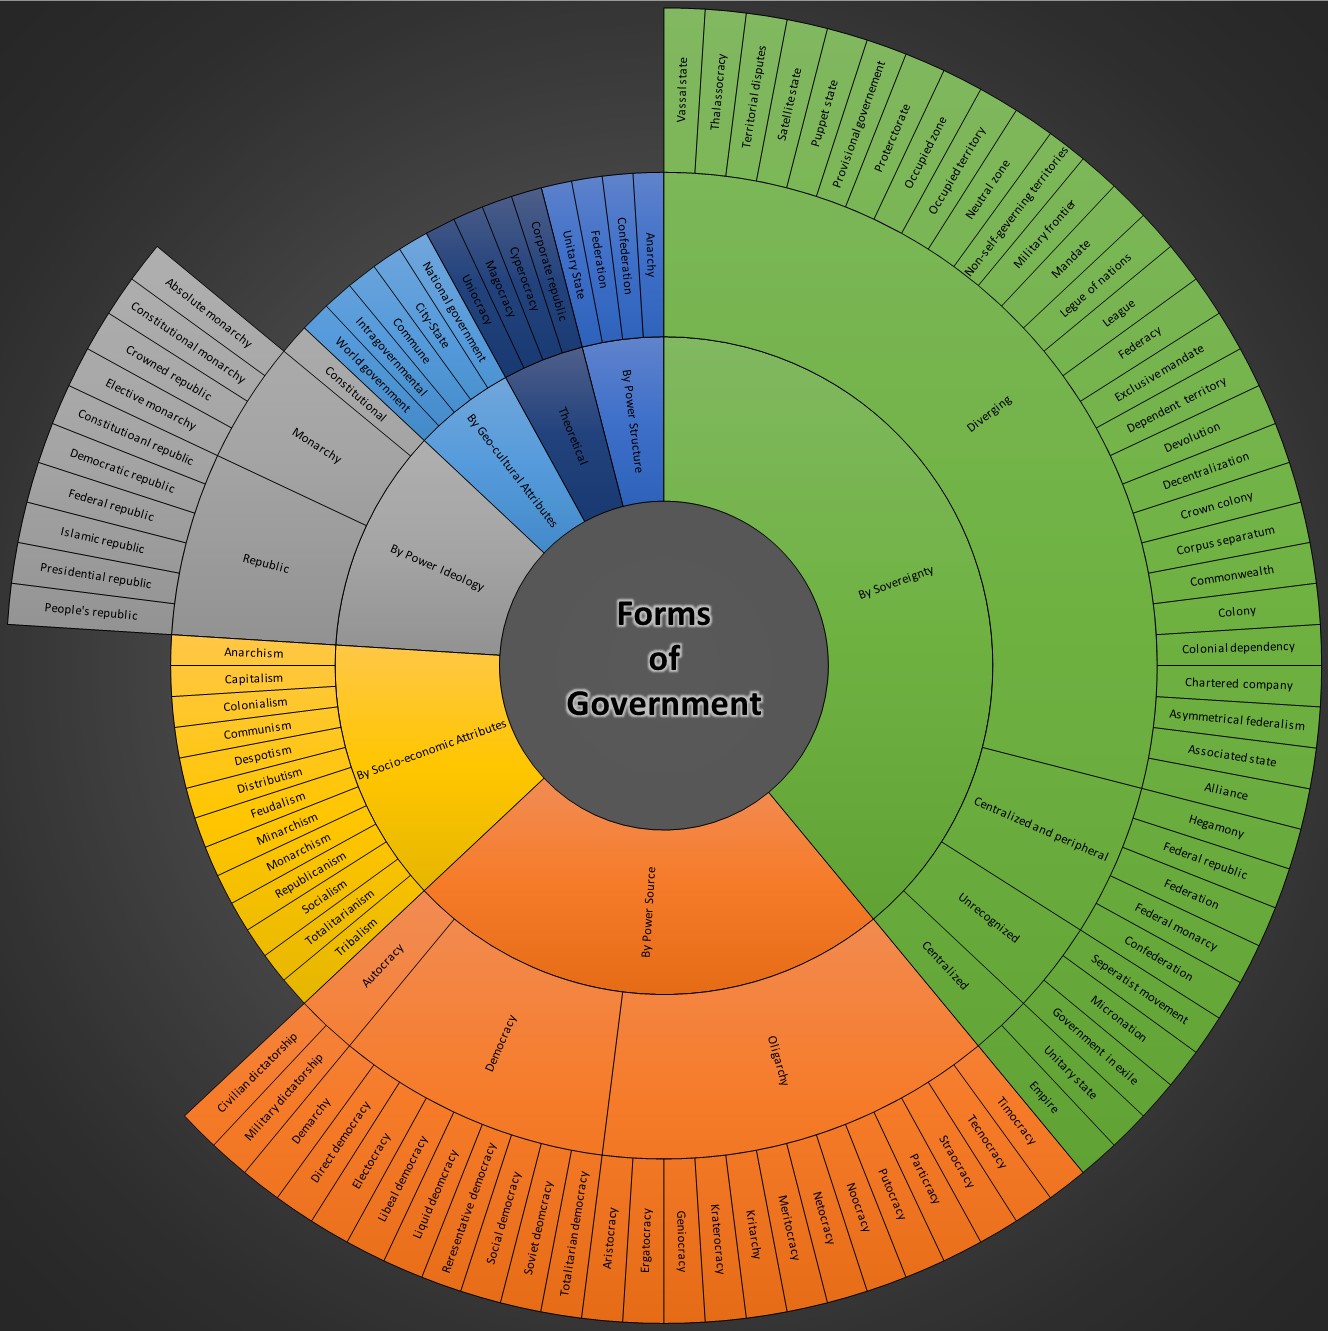 Forms
of
Government
By Sovereignty
Diverging
Vassal state
Thalassocracy
Territorial disputes
Satellite state
Puppet state
Provisional governement
Proterctorate
Occupied zone
Occupied territory
Neutral zone
Non-self-geverning territories
Military frontier
Mandate
Legue of nations
League
Federacy
Exclusive mandate
Dependent territory
Devolution
Decentralization
Crown colony
Corpus separatum
Commonwealth
Colony
Colonial dependency
Chartered company
Asymmetrical federalism
Associated state
Alliance
Centralized and peripheral
Hegamony
Federal republic
Federation
Federal monarcy
Confederation
Unrecognized
Seperatist movement
Micronation
Government in exile
Centralized
Unitary state
Empire
By Power Source
Oligarchy
Timocracy
Tecnocracy
Straocracy
Particracy
Putocracy
Noocracy
Netocracy
Meritocracy
Kritarchy
Kraterocracy
Geniocracy
Ergatocracy
Aristocracy
Democracy
Totalitarian democracy
Soviet deomcracy
Social democracy
Reresentative democracy
Liquid deomcracy
Libeal democracy
Electocracy
Direct democracy
Demarchy
Autocracy
Military dictatorship
Civilian dictatorship
By Socio-economic Attributes
Tribalism
Totalitarianism
Socialism
Republicanism
Monarchism
Minarchism
Feudalism
Distributism
Despotism
Communism
Colonialism
Capitalism
Anarchism
By Power Ideology
Republic
People's republic
Presidential republic
Islamic republic
Federal republic
Democratic republic
Constitutioanl republic
Monarchy
Elective monarchy
Crowned republic
Constitutional monarchy
Absolute monarchy
Constitutional
By Geo-cultural Attributes
World government
Intragovernmental
Commune
City-State
National government
Theoretical
Uniocracy
Magocracy
Cyperocracy
Corporate republic
By Power Structure
Unitary State
Federation
Confederation
Anarchy